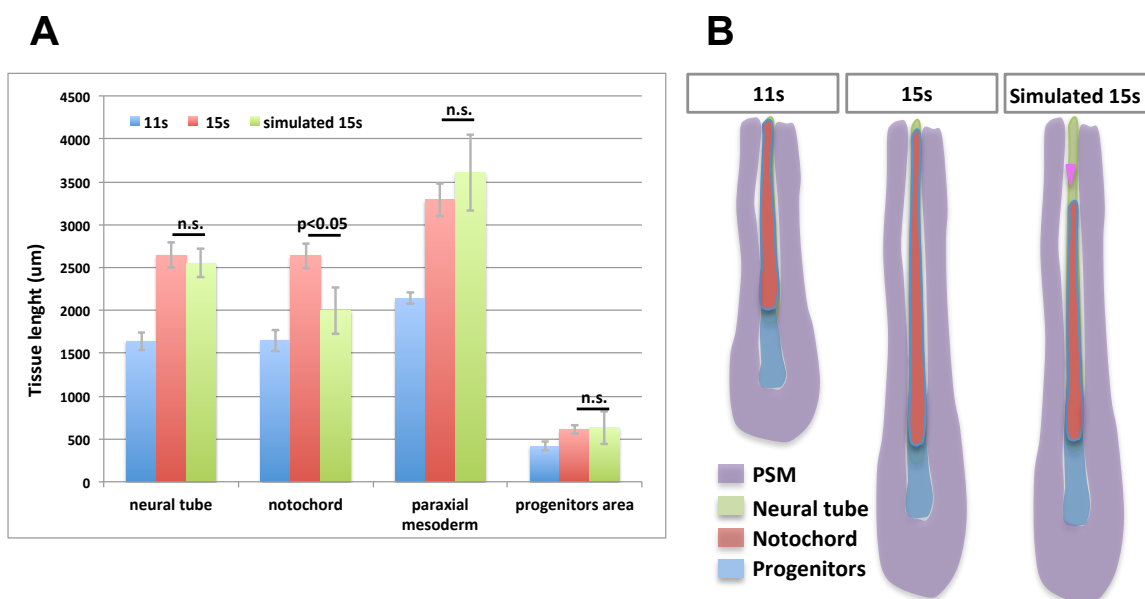 A
B
4500
4000
3500
3000
2500
2000
1500
1000
500
0
Tissue lenght (um)
11s 15s simulated 15s
n.s.
p<0.05
n.s.
n.s.
neural tube
notochord
paraxial
mesoderm
progenitors area
11s
15s
Simulated 15s
PSM
Neural tube
Notochord
Progenitors